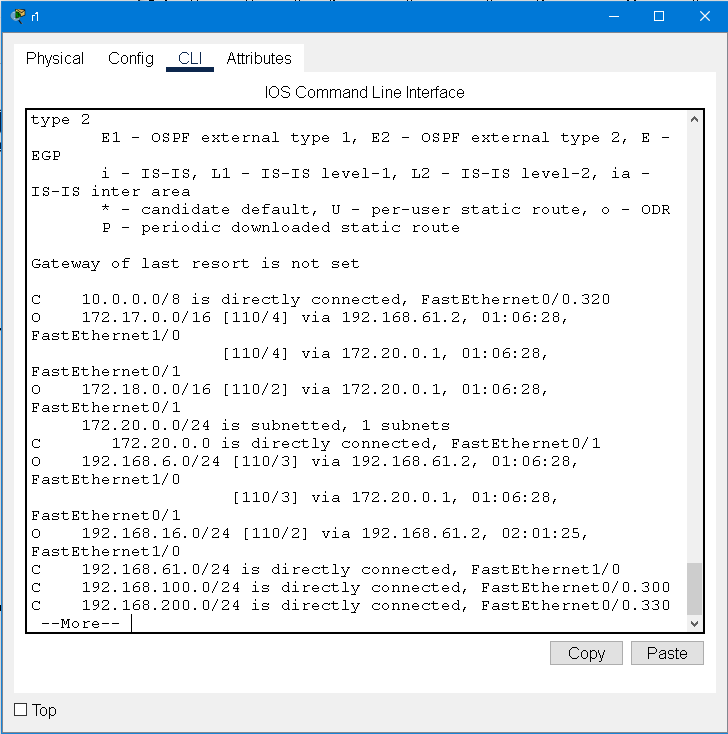 r1
Physical Config CLI Attributes
IOS Command Line Interface
type 2
       E1 - OSPF external type 1, E2 - OSPF external type 2, E -
EGP
       i - IS-IS, L1 - IS-IS level-1, L2 - IS-IS level-2, ia -
IS-IS inter area
       * - candidate default, U - per-user static route, o - ODR
       P - periodic downloaded static route
Gateway of last resort is not set
C    10.0.0.0/8 is directly connected, FastEthernet0/0.320
O    172.17.0.0/16 [110/4] via 192.168.61.2, 01:06:28,
FastEthernet1/0
                   [110/4] via 172.20.0.1, 01:06:28,
FastEthernet0/1
O    172.18.0.0/16 [110/2] via 172.20.0.1, 01:06:28,
FastEthernet0/1
     172.20.0.0/24 is subnetted, 1 subnets
C       172.20.0.0 is directly connected, FastEthernet0/1
O    192.168.6.0/24 [110/3] via 192.168.61.2, 01:06:28,
FastEthernet1/0
                    [110/3] via 172.20.0.1, 01:06:28,
FastEthernet0/1
O    192.168.16.0/24 [110/2] via 192.168.61.2, 02:01:25,
FastEthernet1/0
C    192.168.61.0/24 is directly connected, FastEthernet1/0
C    192.168.100.0/24 is directly connected, FastEthernet0/0.300
C    192.168.200.0/24 is directly connected, FastEthernet0/0.330
 --More--
Copy Paste
Top